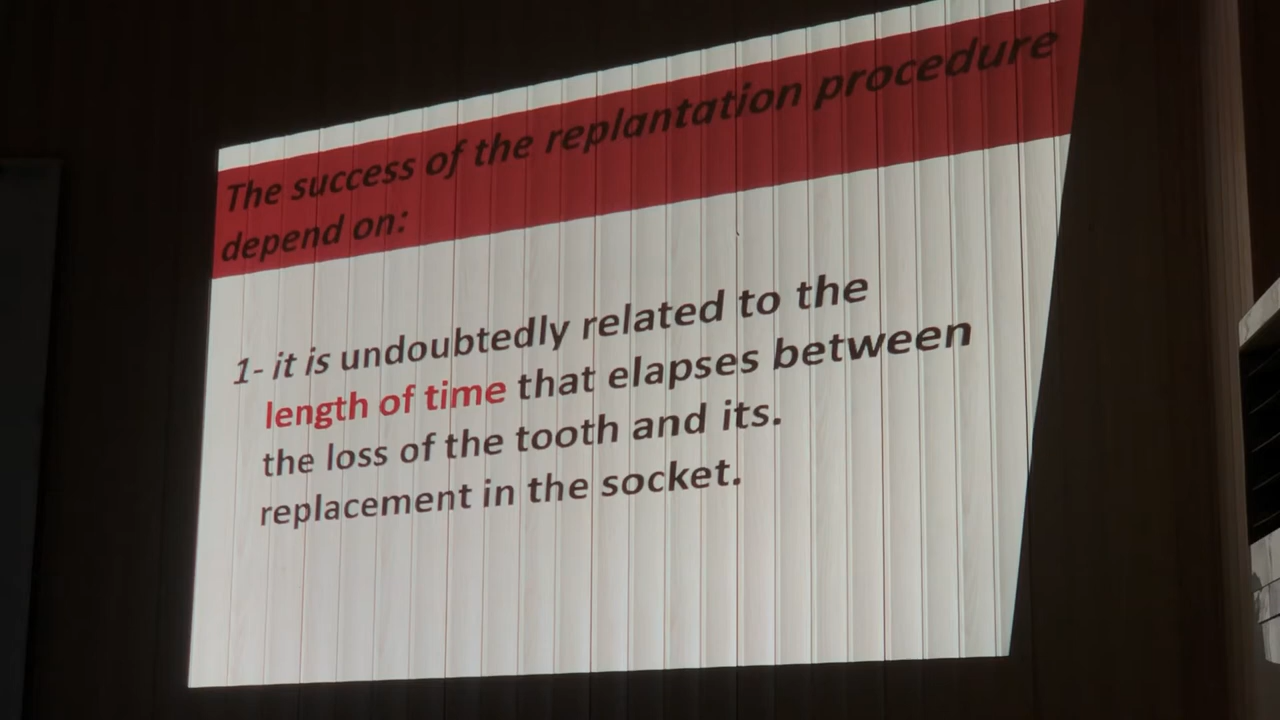 The success of the replantation procedure
depend on:
1- it is undoubtedly related to the
length of time that elapses between
the loss of the tooth and its.
replacement in the socket.